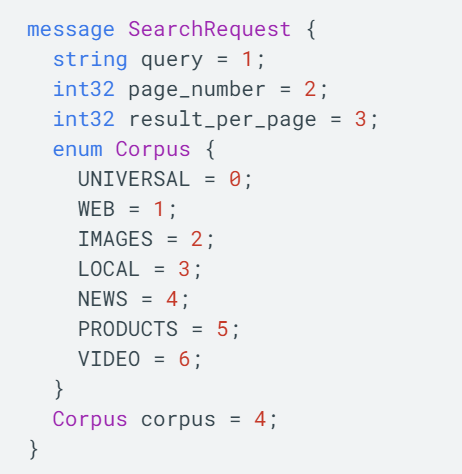 message SearchRequest {
  string query = 1;
  int32 page_number = 2;
  int32 result_per_page = 3;
  enum Corpus {
    UNIVERSAL = 0;
    WEB = 1;
    IMAGES = 2;
    LOCAL = 3;
    NEWS = 4;
    PRODUCTS = 5;
    VIDEO = 6;
  }
  Corpus corpus = 4;
}